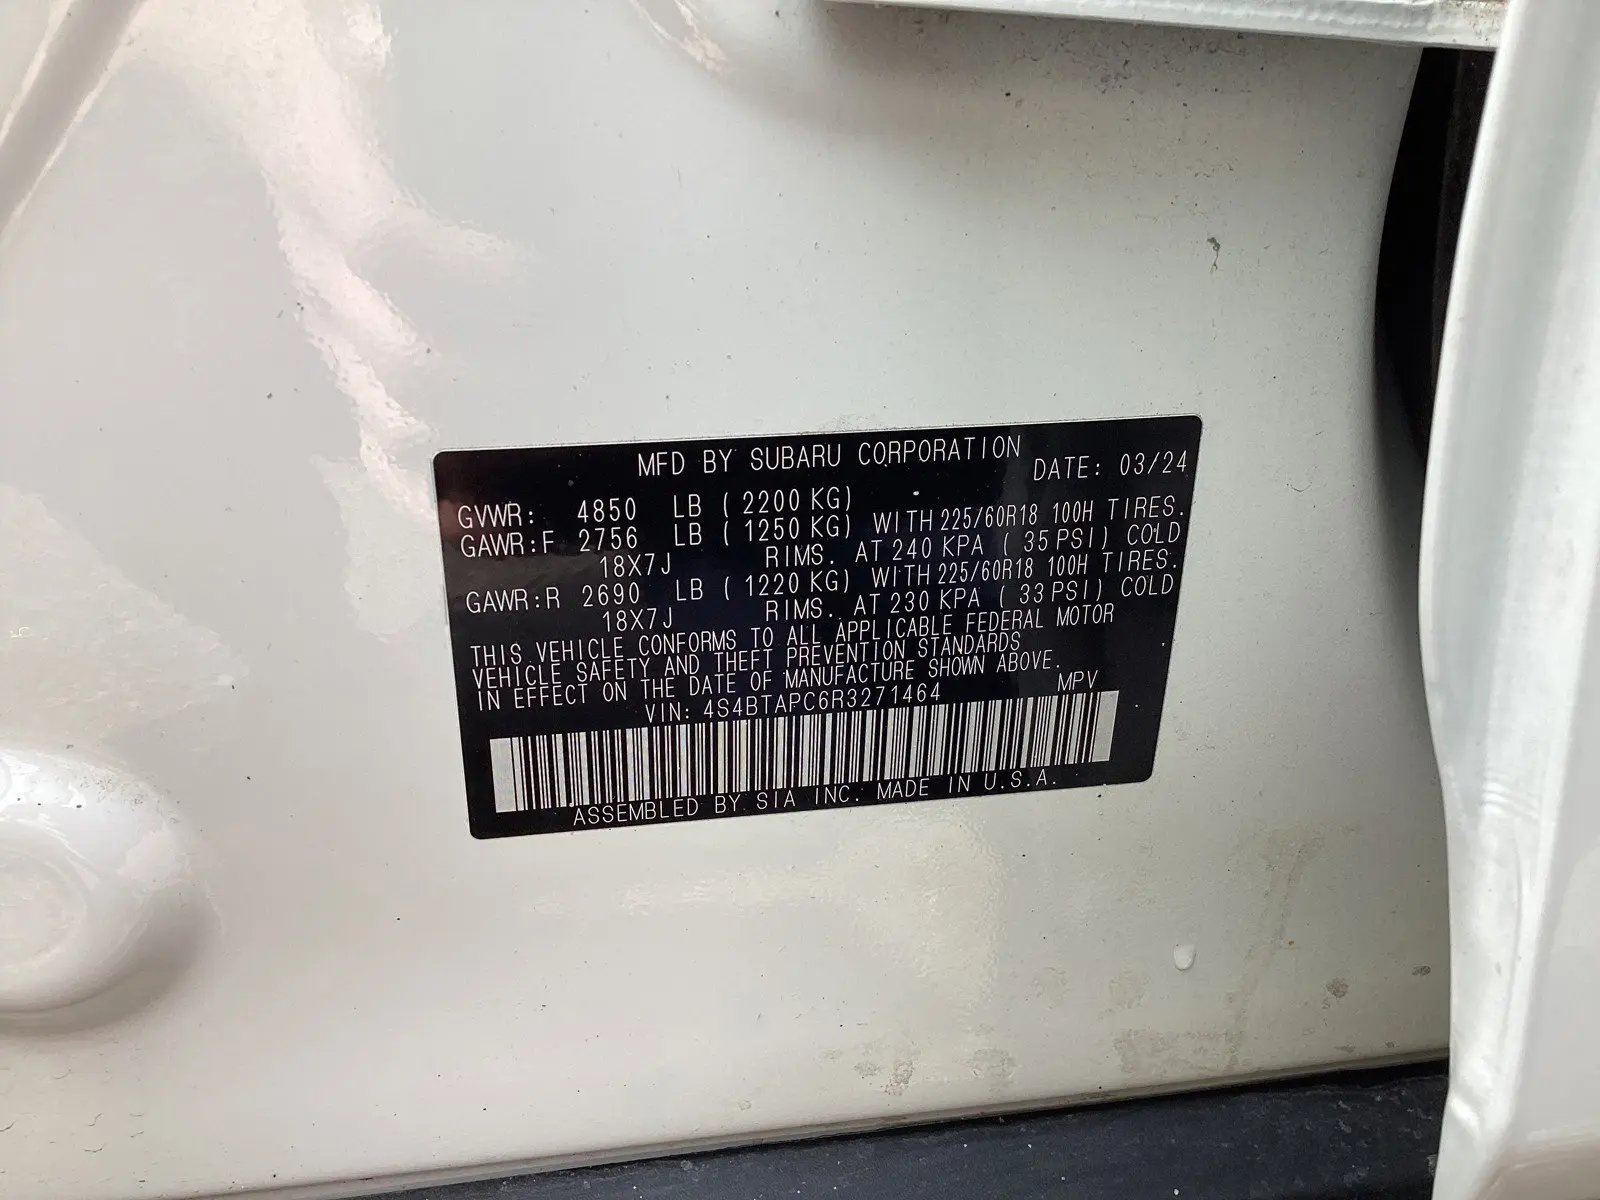 MFD BY SUBARU CORPORATION DATE: 03/24
GVWR: 4850 LB ( 2200 KG)
GAWR:F 2756 LB ( 1250 KG) WITH 225/60R18 100H TIRES.
18X7J RIMS. AT 240 KPA ( 35 PSI) COLD
GAWR:R 2690 LB ( 1220 KG) WITH 225/60R18 100H TIRES.
18X7J RIMS. AT 230 KPA ( 33 PSI) COLD
THIS VEHICLE CONFORMS TO ALL APPLICABLE FEDERAL MOTOR
VEHICLE SAFETY AND THEFT PREVENTION STANDARDS
IN EFFECT ON THE DATE OF MANUFACTURE SHOWN ABOVE.
VIN: 4S4BTAPC6R3271464 MPV
ASSEMBLED BY SIA INC. MADE IN U.S.A.